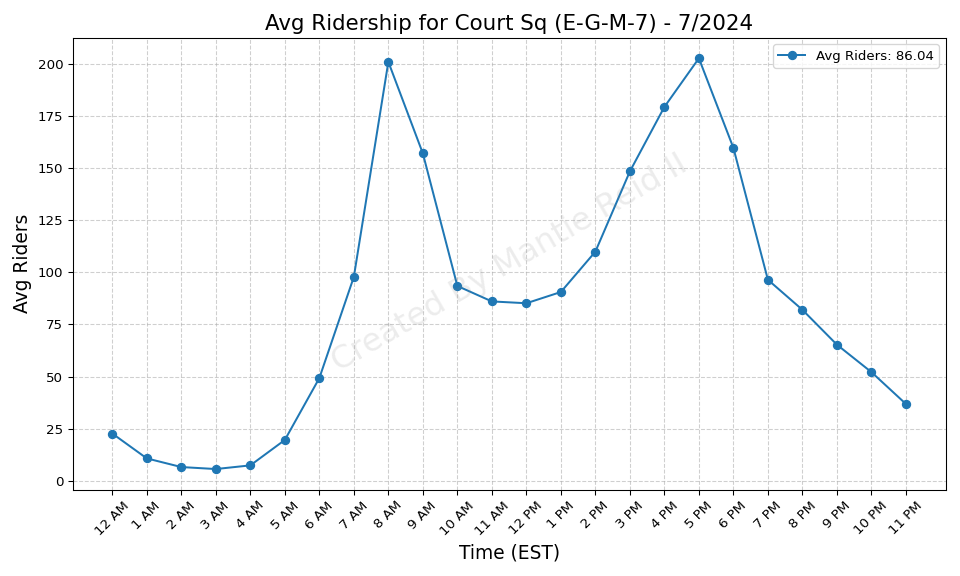 Avg Ridership for Court Sq (E-G-M-7) - 7/2024
Avg Riders: 86.04
200
175
150
125
100
75
50
25
0
Avg Riders
Created By Mantle Reid II
12 AM
1 AM
2 AM
3 AM
4 AM
5 AM
6 AM
7 AM
8 AM
9 AM
10 AM
11 AM
12 PM
1 PM
2 PM
3 PM
4 PM
5 PM
6 PM
7 PM
8 PM
9 PM
10 PM
11 PM
Time (EST)